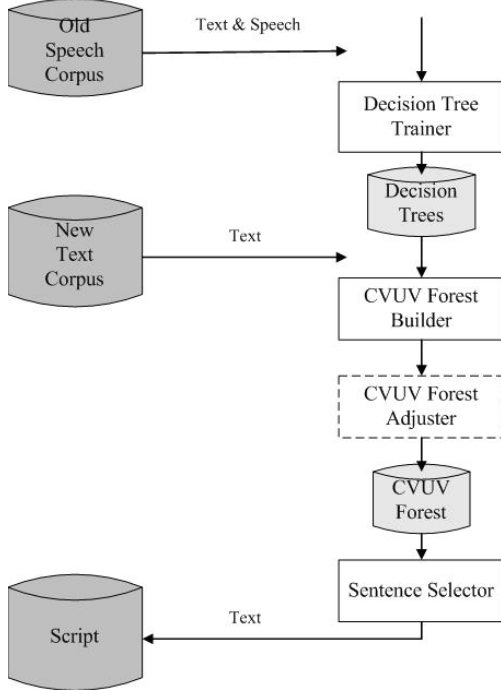 Old
Speech
Corpus
Text & Speech
Decision Tree
Trainer
Decision
Trees
New
Text
Corpus
Text
CVUV Forest
Builder
CVUV Forest
Adjuster
CVUV
Forest
Sentence Selector
Text
Script